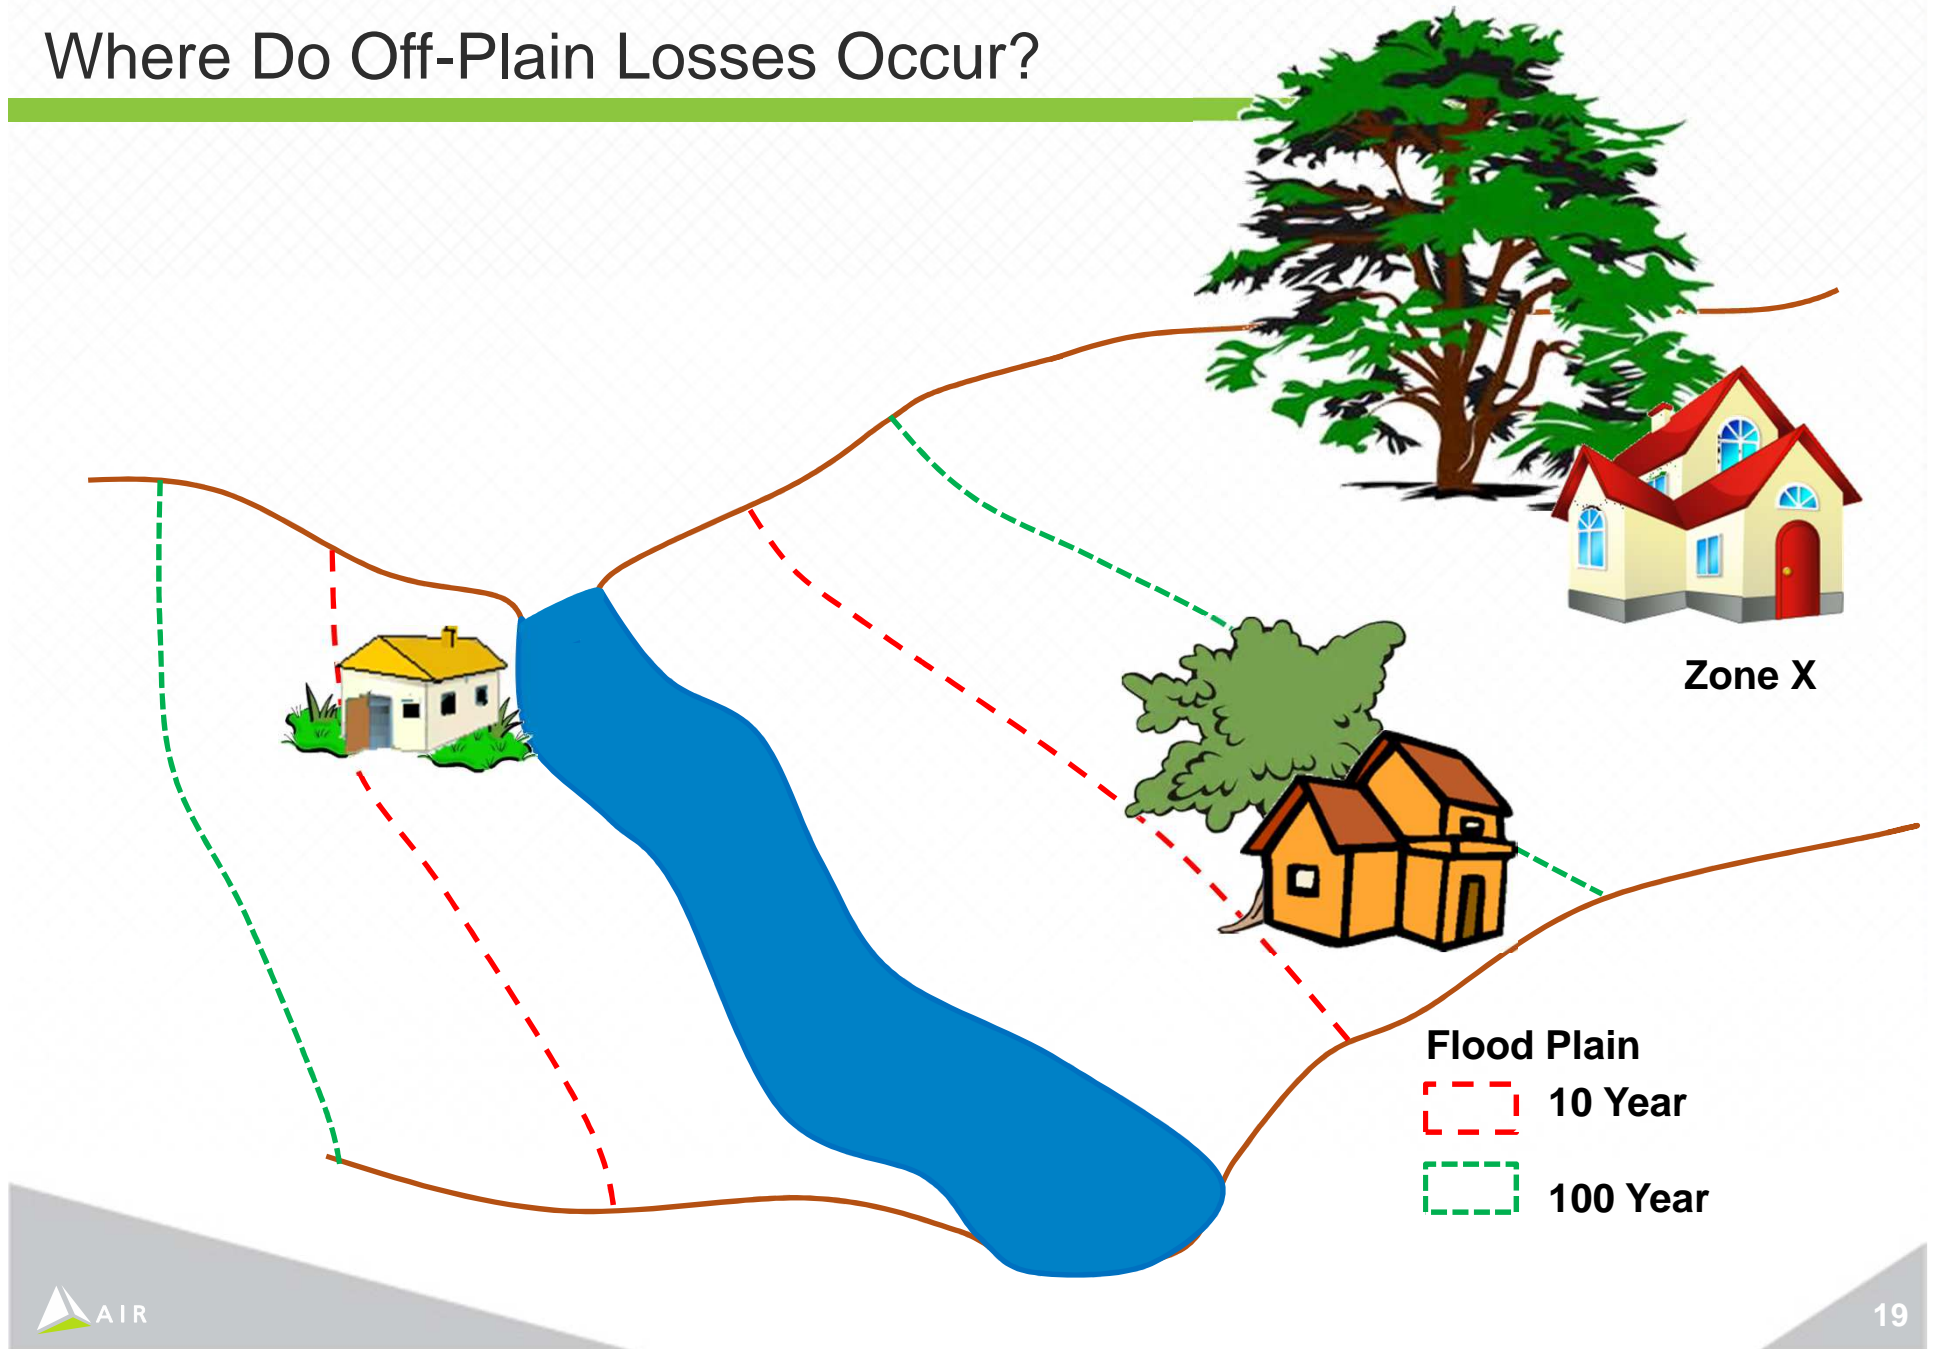 Where Do Off-Plain Losses Occur?
Zone X
Flood Plain
10 Year
100 Year
AIR
19